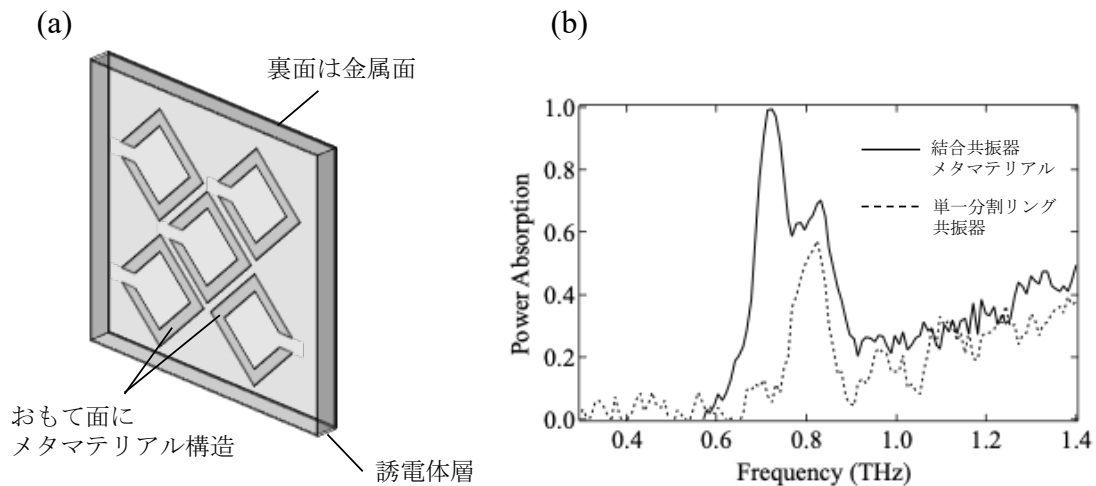 (a)
裏面は金属面
おもて面に
メタマテリアル構造
誘電体層
(b)
1.0
0.8
0.6
0.4
0.2
0.0
Power Absorption
結合共振器
メタマテリアル
単一分割リング
共振器
0.4
0.6
0.8
1.0
1.2
1.4
Frequency (THz)